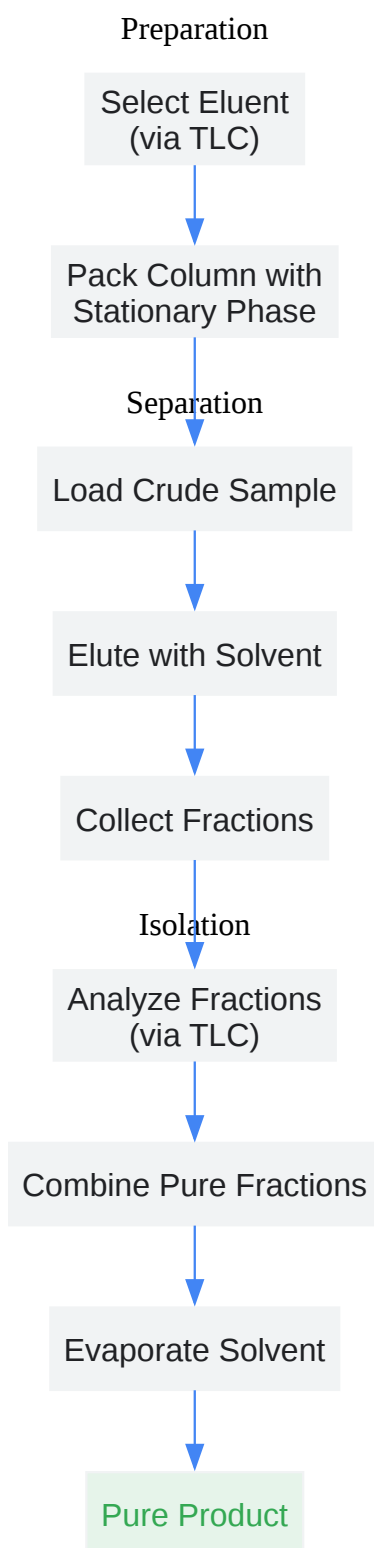 Preparation
Select Eluent
(via TLC)
Pack Column with
Stationary Phase
Separation
Load Crude Sample
Elute with Solvent
Collect Fractions
Isolation
Analyze Fractions
(via TLC)
Combine Pure Fractions
Evaporate Solvent
Pure Product